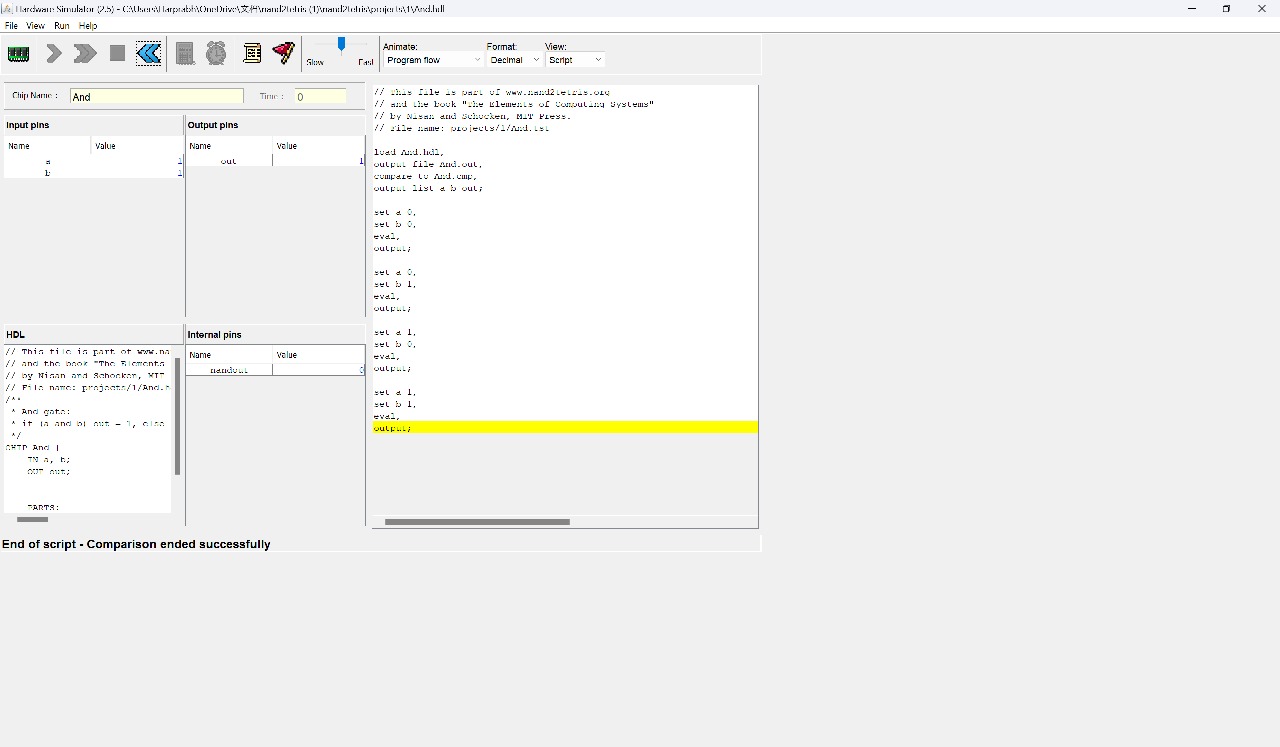 Hardware Simulator (2.5) - C:\Users\Harprabh\OneDrive\文档\nand2tetris (1)\nand2tetris\projects\1\And.hdl
File View Run Help
Slow Fast
Animate: Format: View:
Program flow Decimal Script
Chip Name : And Time : 0
Input pins
Name Value
a 1
b 1
Output pins
Name Value
out 1
HDL
// This file is part of www.na
// and the book "The Elements
// by Nisan and Schocken, MIT
// File name: projects/1/And.h
/**
* And gate:
* if (a and b) out = 1, else
*/
CHIP And {
IN a, b;
OUT out;
PARTS:
Internal pins
Name Value
nandout 0
// This file is part of www.nand2tetris.org
// and the book "The Elements of Computing Systems"
// by Nisan and Schocken, MIT Press.
// File name: projects/1/And.tst
load And.hdl,
output-file And.out,
compare-to And.cmp,
output-list a b out;
set a 0,
set b 0,
eval,
output;
set a 0,
set b 1,
eval,
output;
set a 1,
set b 0,
eval,
output;
set a 1,
set b 1,
eval,
output;
End of script - Comparison ended successfully